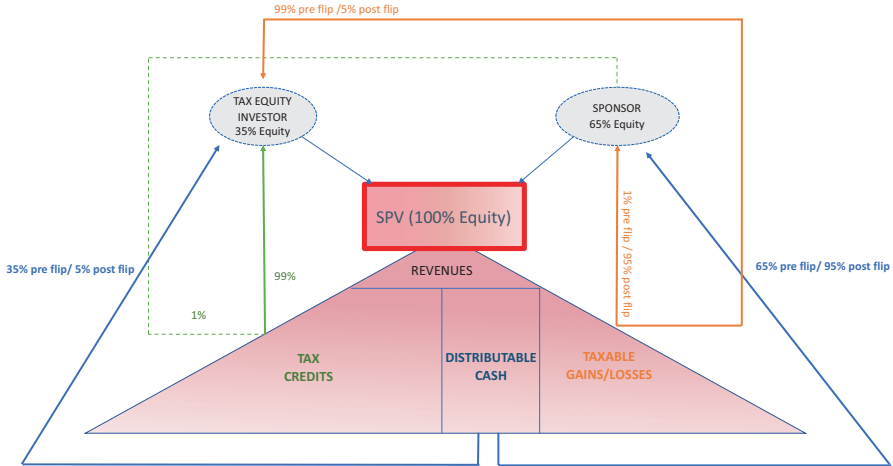 99% pre flip /5% post flip
TAX EQUITY
INVESTOR
35% Equity
SPONSOR
65% Equity
SPV (100% Equity)
1% pre flip / 95% post flip
REVENUES
35% pre flip/ 5% post flip
99%
65% pre flip/ 95% post flip
1%
TAX
CREDITS
DISTRIBUTABLE
CASH
TAXABLE
GAINS/LOSSES